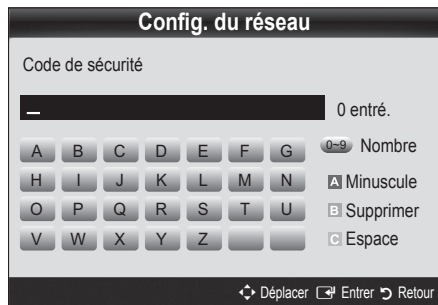 Config. du réseau
Code de sécurité
_ 0 entré.
A B C D E F G 0~9 Nombre
H I J K L M N A Minuscule
O P Q R S T U B Supprimer
V W X Y Z C Espace
Déplacer Entrer Retour